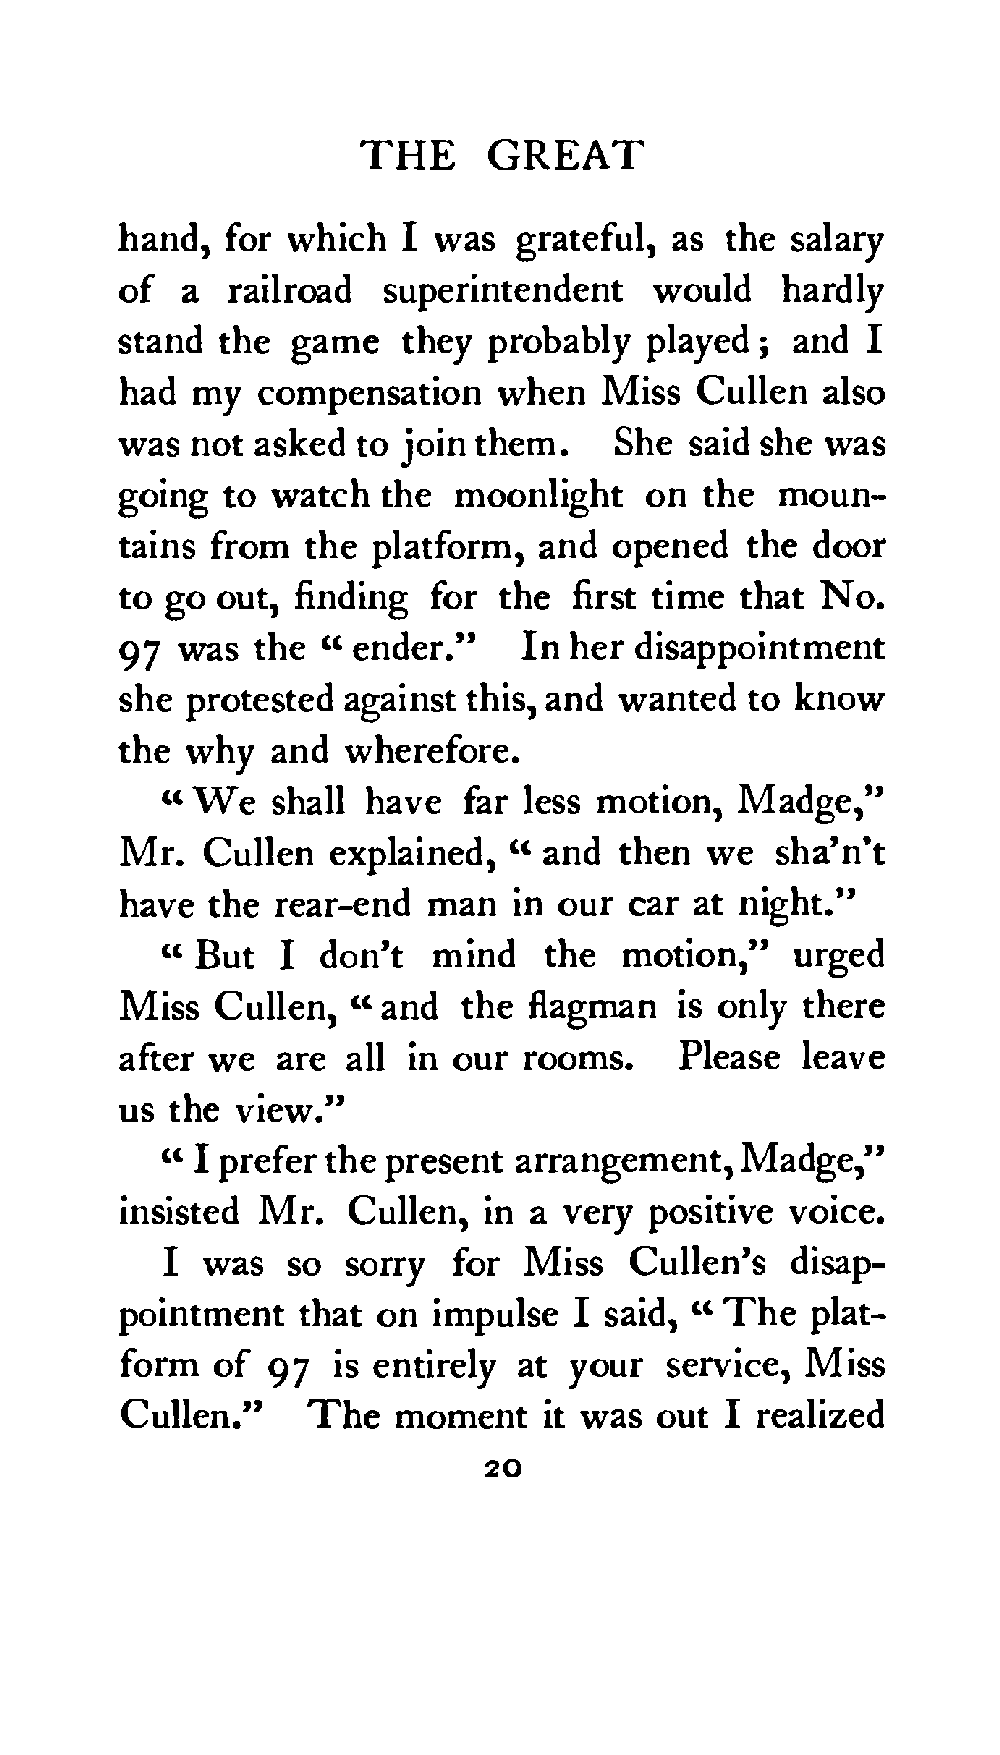 THE GREAT
hand, for which I was grateful, as the salary
of a railroad superintendent would hardly
stand the game they probably played; and I
had my compensation when Miss Cullen also
was not asked to join them. She said she was
going to watch the moonlight on the moun-
tains from the platform, and opened the door
to go out, finding for the first time that No.
97 was the “ender.” In her disappointment
she protested against this, and wanted to know
the why and wherefore.
“We shall have far less motion, Madge,”
Mr. Cullen explained, “and then we sha’n’t
have the rear-end man in our car at night.”
“But I don’t mind the motion,” urged
Miss Cullen, “and the flagman is only there
after we are all in our rooms. Please leave
us the view.”
“I prefer the present arrangement, Madge,”
insisted Mr. Cullen, in a very positive voice.
I was so sorry for Miss Cullen’s disap-
pointment that on impulse I said, “The plat-
form of 97 is entirely at your service, Miss
Cullen.” The moment it was out I realized
20